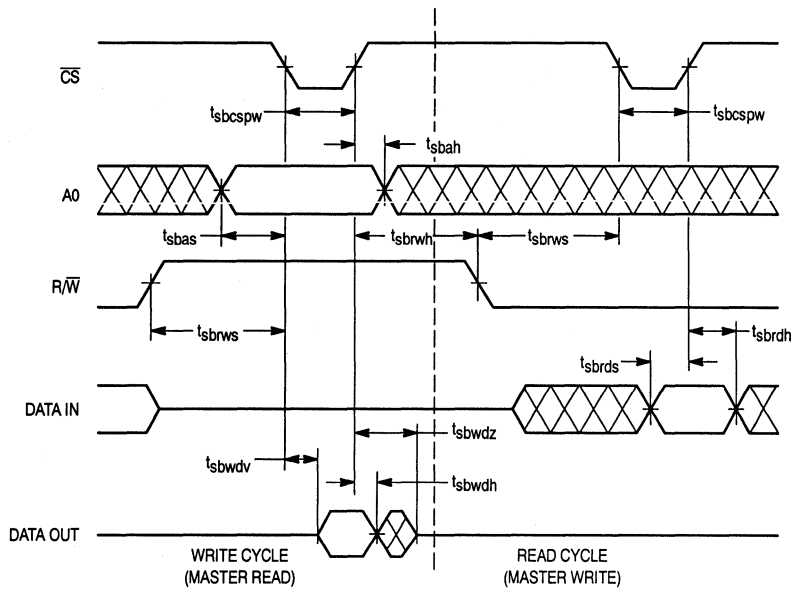 CS
tsbcspw
tsbcspw
tsbah
A0
tsbas
tsbrwh
tsbrws
R/W
tsbrws
tsbrdh
tsbrds
DATA IN
tsbwdz
tsbwdv
tsbwdh
DATA OUT
WRITE CYCLE
(MASTER READ)
READ CYCLE
(MASTER WRITE)